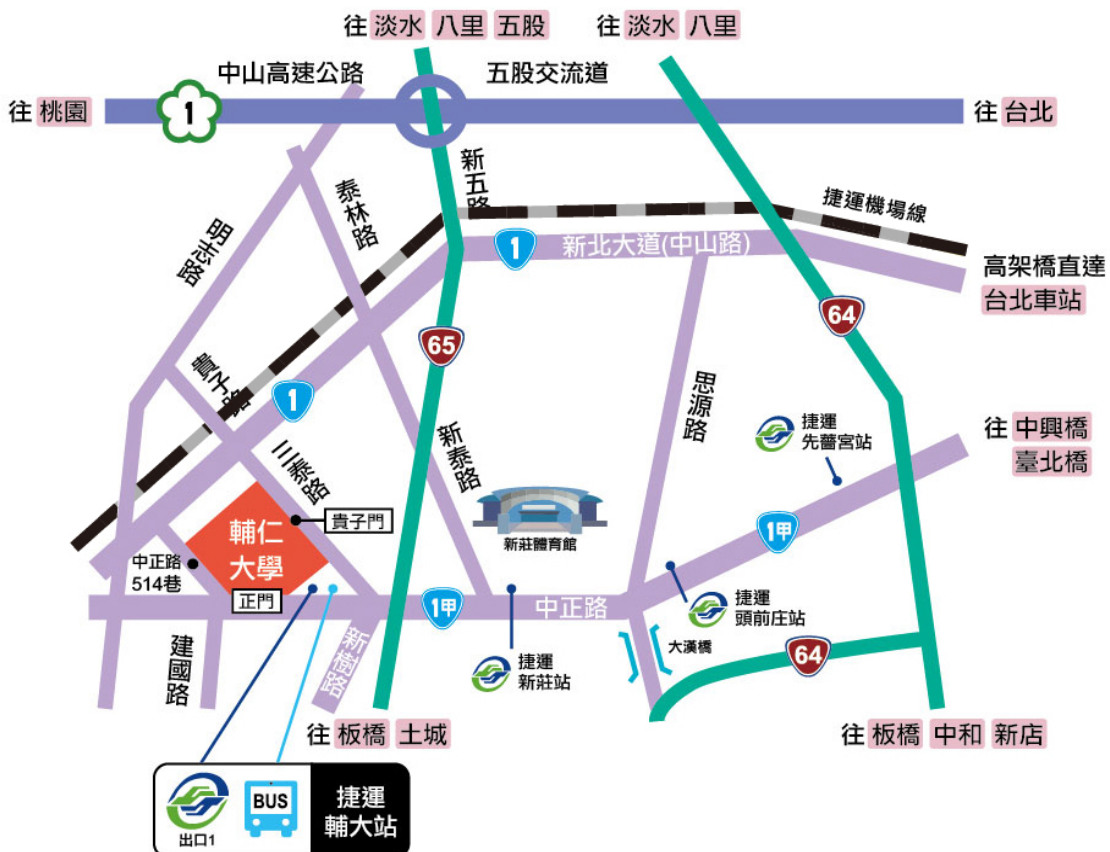 往 淡水 八里 五股
往 淡水 八里
中山高速公路
五股交流道
往 桃園
1
往 台北
新五路
泰林路
明志路
捷運機場線
1
新北大道(中山路)
高架橋直達
台北車站
64
65
貴子路
1
思源路
捷運
先嗇宮站
往 中興橋
臺北橋
新泰路
三泰路
貴子門
輔仁
大學
新莊體育館
1甲
中正路
514巷
正門
1甲
中正路
捷運
頭前庄站
大漢橋
64
捷運
新莊站
建國路
新樹路
往 板橋 土城
往 板橋 中和 新店
出口1
BUS
捷運
輔大站